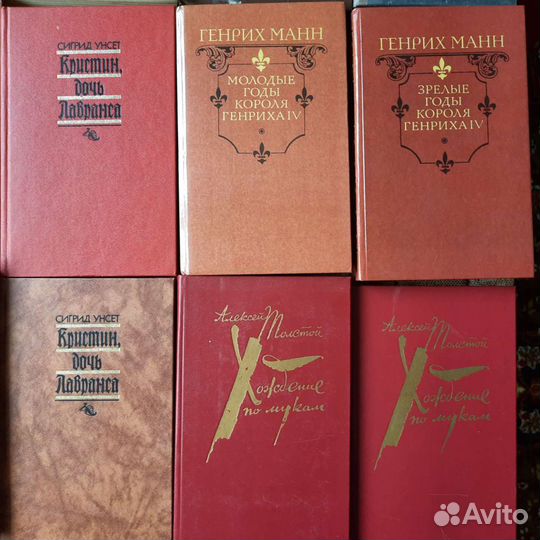 СИГРИД УНСЕТ
Кристин,
дочь
Лавранса
ГЕНРИХ МАНН
МОЛОДЫЕ
ГОДЫ
КОРОЛЯ
ГЕНРИХА IV
ГЕНРИХ МАНН
ЗРЕЛЫЕ
ГОДЫ
КОРОЛЯ
ГЕНРИХА IV
СИГРИД УНСЕТ
Кристин,
дочь
Лавранса
Алексей Толстой
Хождение
по мукам
Алексей Толстой
Хождение
по мукам
Avito